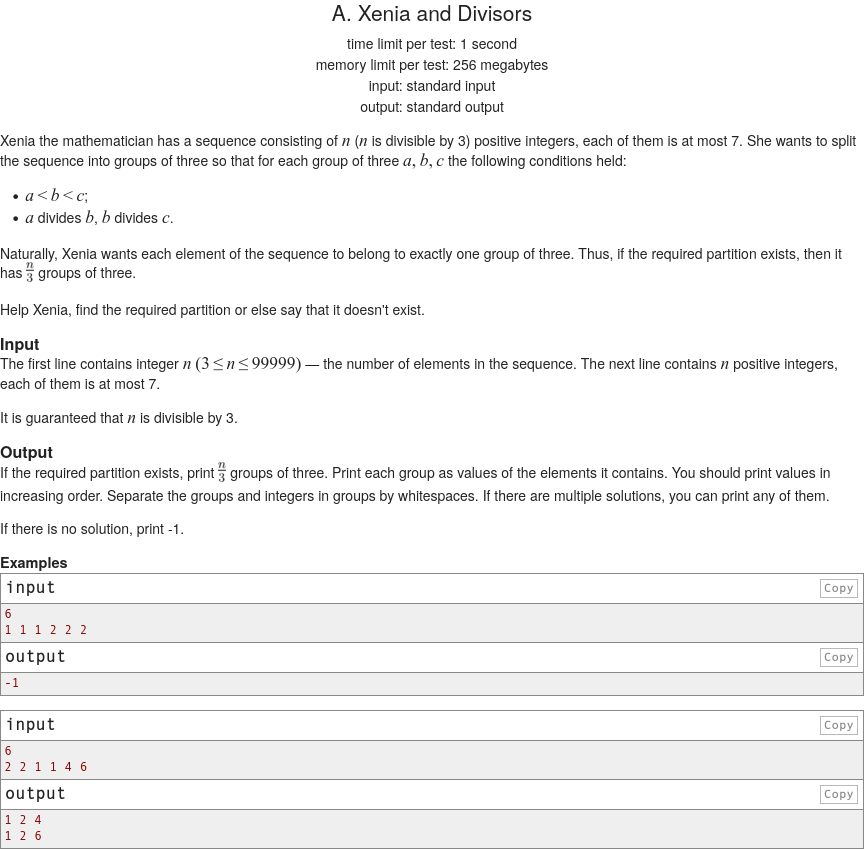 A. Xenia and Divisors
time limit per test: 1 second
memory limit per test: 256 megabytes
input: standard input
output: standard output
Xenia the mathematician has a sequence consisting of n (n is divisible by 3) positive integers, each of them is at most 7. She wants to split
the sequence into groups of three so that for each group of three a, b, c the following conditions held:
• a < b < c;
• a divides b, b divides c.
Naturally, Xenia wants each element of the sequence to belong to exactly one group of three. Thus, if the required partition exists, then it
has n/3 groups of three.
Help Xenia, find the required partition or else say that it doesn't exist.
Input
The first line contains integer n (3 ≤ n ≤ 99999) — the number of elements in the sequence. The next line contains n positive integers,
each of them is at most 7.
It is guaranteed that n is divisible by 3.
Output
If the required partition exists, print n/3 groups of three. Print each group as values of the elements it contains. You should print values in
increasing order. Separate the groups and integers in groups by whitespaces. If there are multiple solutions, you can print any of them.
If there is no solution, print -1.
Examples
input Copy
6
1 1 1 2 2 2
output Copy
-1
input Copy
6
2 2 1 1 4 6
output Copy
1 2 4
1 2 6